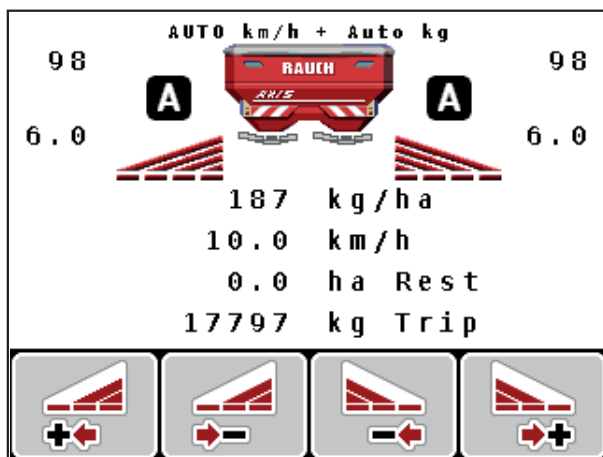 AUTO km/h + Auto kg
98 98
RAUCH
AXIS
A A
6.0 6.0
187 kg/ha
10.0 km/h
0.0 ha Rest
17797 kg Trip